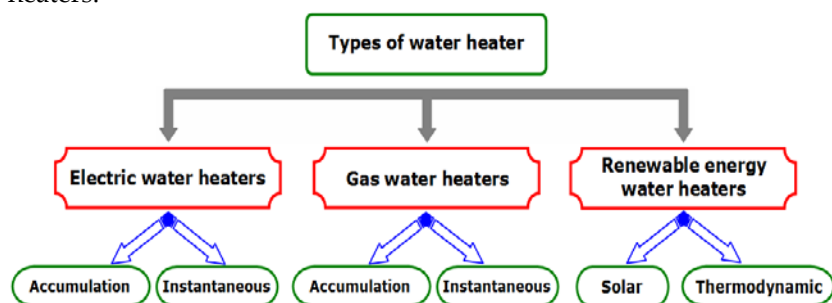 heaters.
Types of water heater
Electric water heaters
Gas water heaters
Renewable energy
water heaters
Accumulation
Instantaneous
Accumulation
Instantaneous
Solar
Thermodynamic